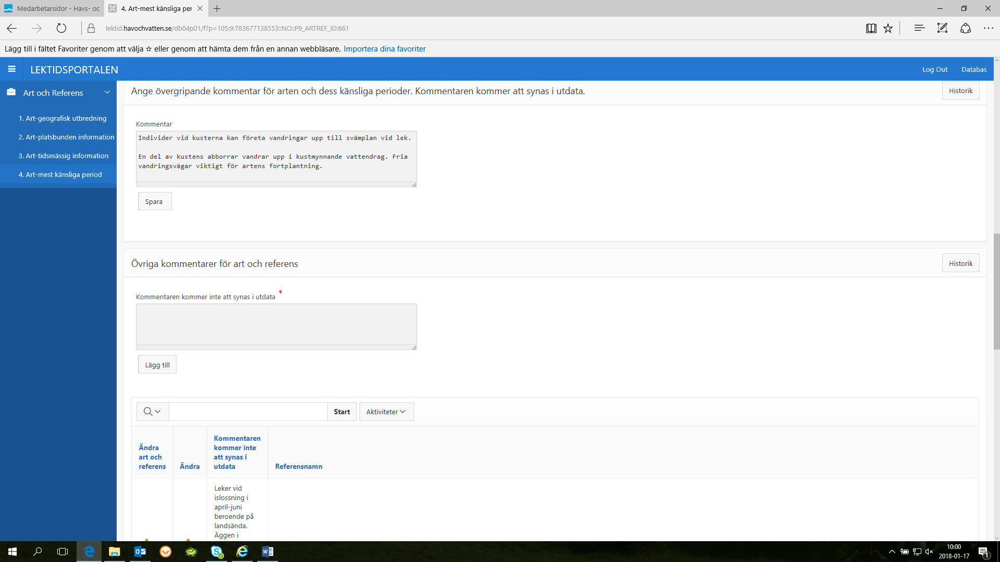 Medarbetarsidor - Havs- oc
4. Art-mest känsliga per
lektid.havochvatten.se/db04p01/f?p=105:9:783677138553::NO::P9_ARTREF_ID:661
Lägg till i fältet Favoriter genom att välja ☆ eller genom att hämta dem från en annan webbläsare. Importera dina favoriter
LEKTIDSPORTALEN
Log Out
Databas
Art och Referens
1. Art-geografisk utbredning
2. Art-platsbunden information
3. Art-tidsmässig information
4. Art-mest känsliga period
Ange övergripande kommentar för arten och dess känsliga perioder. Kommentaren kommer att synas i utdata.
Historik
Kommentar
Individer vid kusterna kan företa vandringar upp till svämplan vid lek.
En del av kustens abborrar vandrar upp i kustmynnande vattendrag. Fria
vandringsvägar viktigt för artens fortplantning.
Spara
Övriga kommentarer för art och referens
Historik
Kommentaren kommer inte att synas i utdata *
Lägg till
Start
Aktiviteter
Ändra
art och
referens
Ändra
Kommentaren
kommer inte
att synas i
utdata
Referensnamn
Leker vid
islossning i
april-juni
beroende på
landsända.
Äggen i
10:00
2018-01-17
1